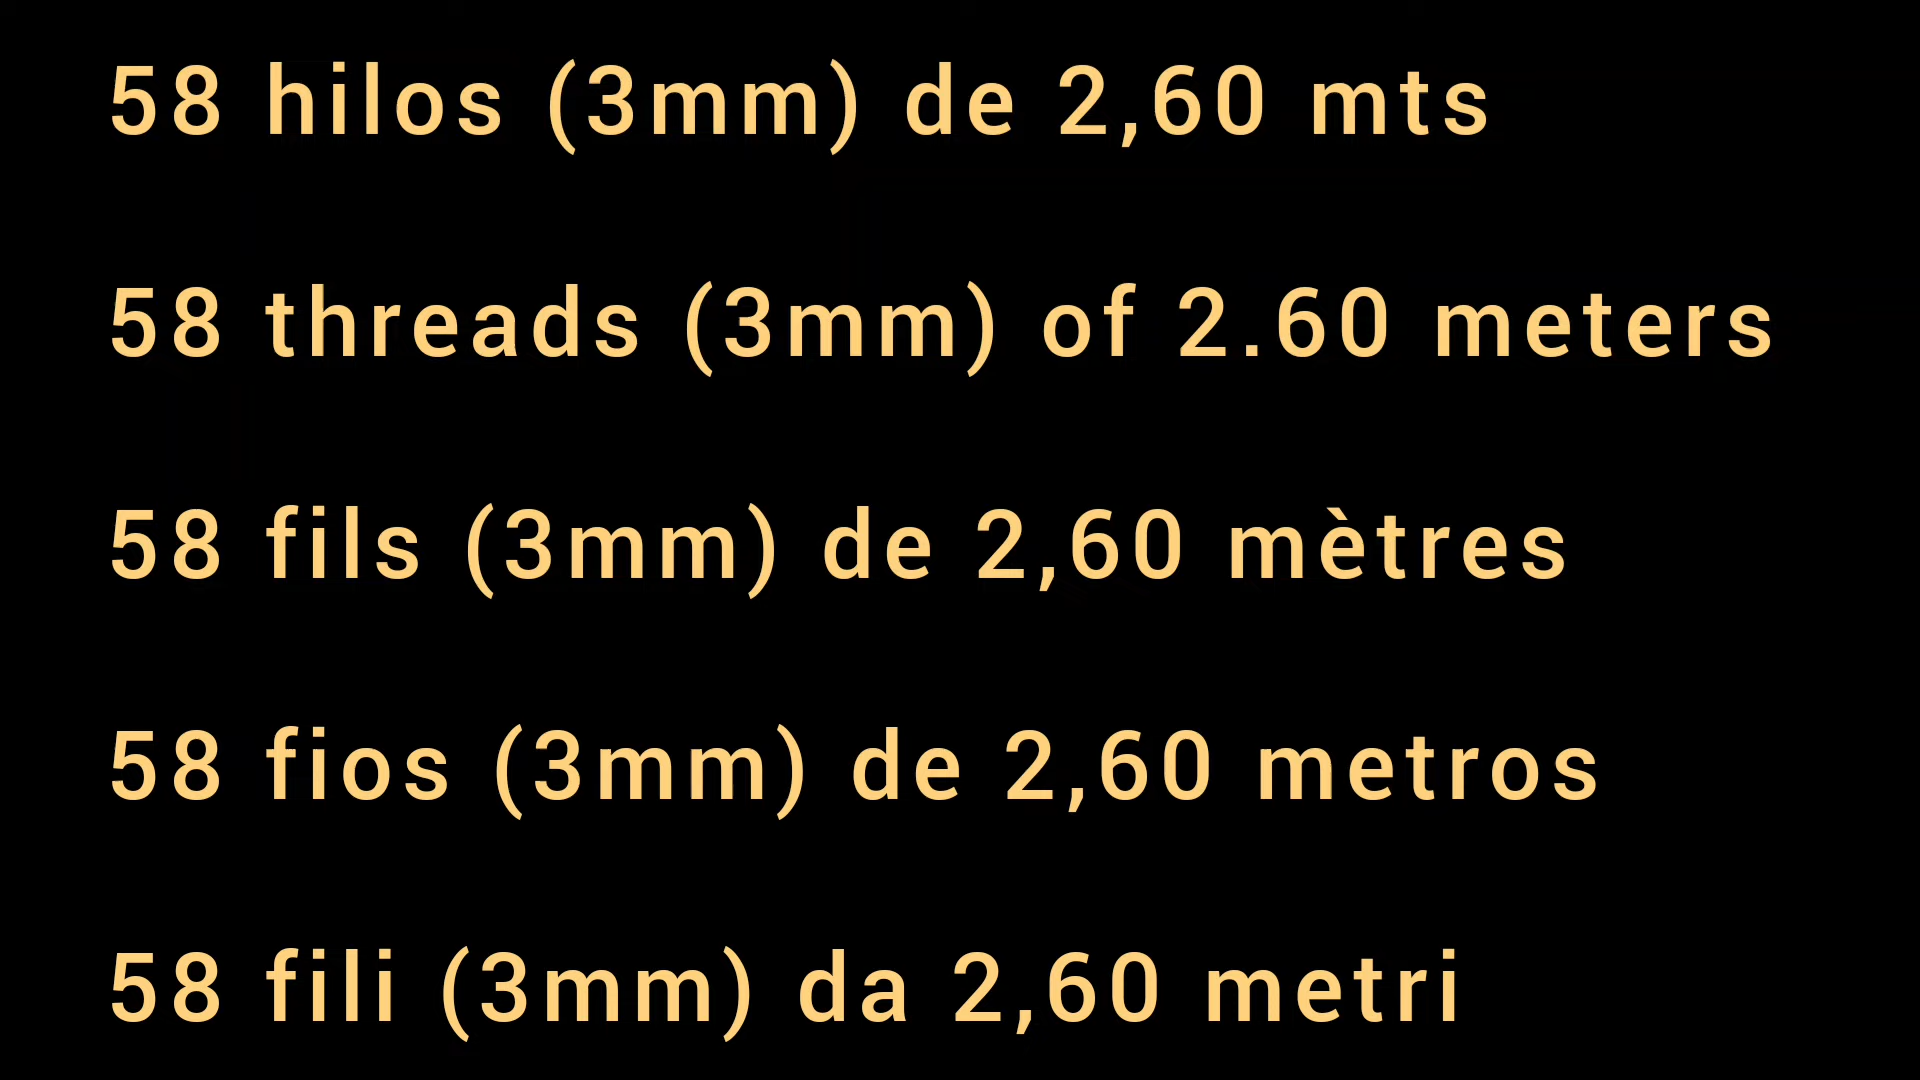 58 hilos (3mm) de 2,60 mts
58 threads (3mm) of 2.60 meters
58 fils (3mm) de 2,60 mètres
58 fios (3mm) de 2,60 metros
58 fili (3mm) da 2,60 metri